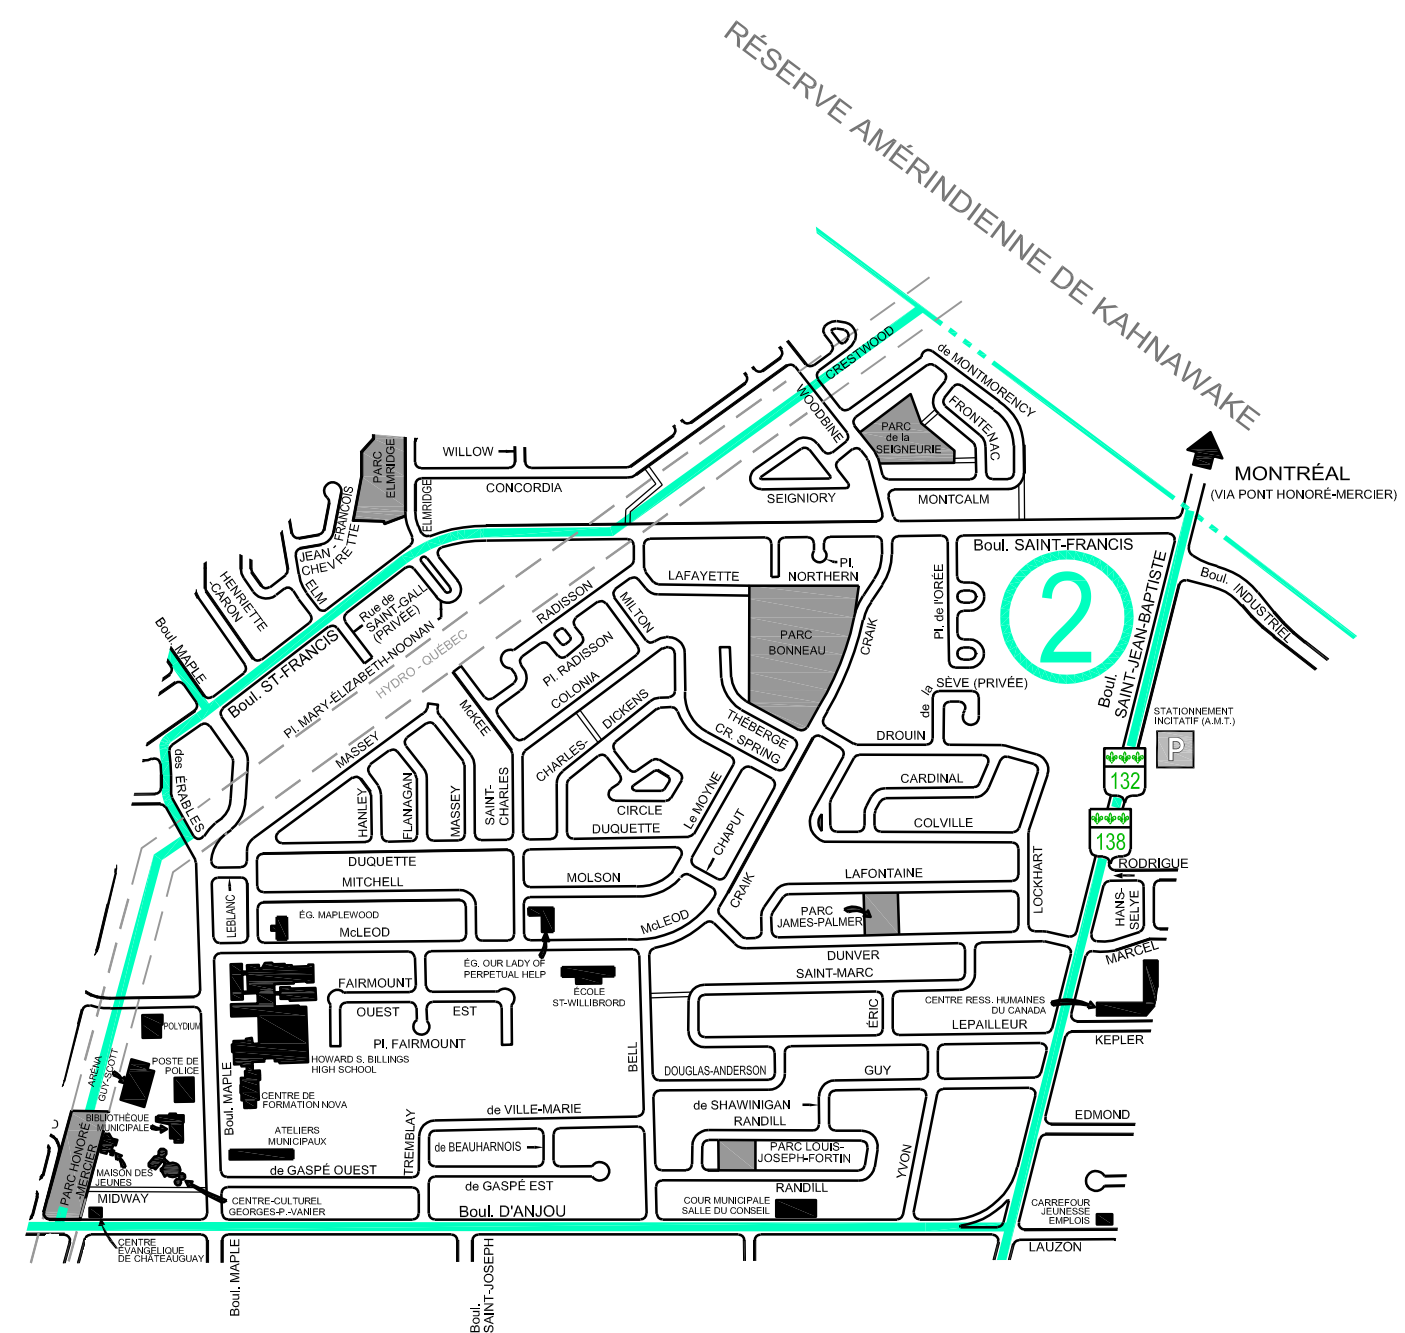 RÉSERVE AMÉRINDIENNE DE KAHNAWAKE
MONTRÉAL
(VIA PONT HONORÉ-MERCIER)
CRESTWOOD
WOODBINE
de MONTMORENCY
FRONTENAC
PARC
de la
SEIGNEURIE
MONTCALM
SEIGNIORY
WILLOW
CONCORDIA
PARC
ELMRIDGE
ELMRIDGE
JEAN - FRANCOIS
CHEVRETTE
ELM
HENRIETTE
-CARON
Boul. MAPLE
Boul. ST-FRANCIS
Rue de
SAINT-GALL
(PRIVÉE)
Pl. MARY-ÉLIZABETH-NOONAN
HYDRO - QUÉBEC
RADISSON
MILTON
LAFAYETTE
Pl.
NORTHERN
Boul. SAINT-FRANCIS
2
Pl. de l'ORÉE
CRAIK
PARC
BONNEAU
Boul.
SAINT-JEAN-BAPTISTE
Boul. INDUSTRIEL
STATIONNEMENT
INCITATIF (A.M.T.)
P
132
138
RODRIGUE
SÈVE (PRIVÉE)
de la
DROUIN
THÉBERGE
CR. SPRING
Pl. RADISSON
COLONIA
DICKENS
CHARLES-
McKEE
MASSEY
des ÉRABLES
HANLEY
FLANAGAN
MASSEY
SAINT-
CHARLES
CIRCLE
DUQUETTE
Le MOYNE
CHAPUT
CARDINAL
COLVILLE
LOCKHART
DUQUETTE
MITCHELL
MOLSON
LAFONTAINE
CRAIK
HANS-
SELYE
LEBLANC
ÉG. MAPLEWOOD
McLEOD
McLEOD
PARC
JAMES-PALMER
DUNVER
SAINT-MARC
MARCEL
ÉG. OUR LADY OF
PERPETUAL HELP
ÉCOLE
ST-WILLIBRORD
FAIRMOUNT
OUEST
EST
Pl. FAIRMOUNT
CENTRE RESS. HUMAINES
DU CANADA
ÉRIC
LEPAILLEUR
KEPLER
POLYDIUM
HOWARD S. BILLINGS
HIGH SCHOOL
ARÉNA
GUY-SCOTT
POSTE DE
POLICE
Boul. MAPLE
CENTRE DE
FORMATION NOVA
BELL
DOUGLAS-ANDERSON
GUY
BIBLIOTHÈQUE
MUNICIPALE
ATELIERS
MUNICIPAUX
TREMBLAY
de VILLE-MARIE
de SHAWINIGAN
RANDILL
EDMOND
de BEAUHARNOIS
PARC LOUIS-
JOSEPH-FORTIN
YVON
PARC HONORÉ
-MERCIER
MAISON DES
JEUNES
de GASPÉ OUEST
de GASPÉ EST
RANDILL
MIDWAY
CENTRE-CULTUREL
GEORGES-P.-VANIER
Boul. D'ANJOU
COUR MUNICIPALE
SALLE DU CONSEIL
CARREFOUR
JEUNESSE
EMPLOIS
LAUZON
CENTRE
ÉVANGÉLIQUE
DE CHÂTEAUGUAY
Boul. MAPLE
Boul.
SAINT-JOSEPH